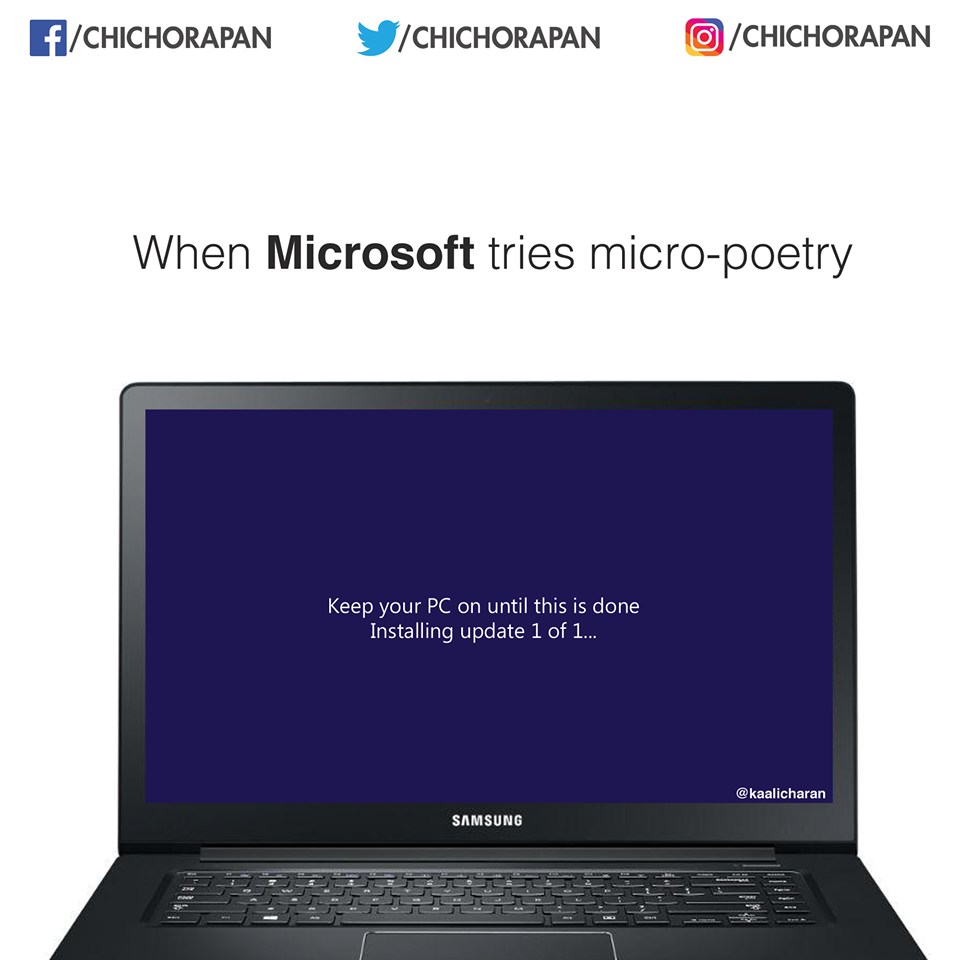 /CHICHORAPAN
/CHICHORAPAN
/CHICHORAPAN
When Microsoft tries micro-poetry
Keep your PC on until this is done
Installing update 1 of 1...
@kaalicharan
SAMSUNG